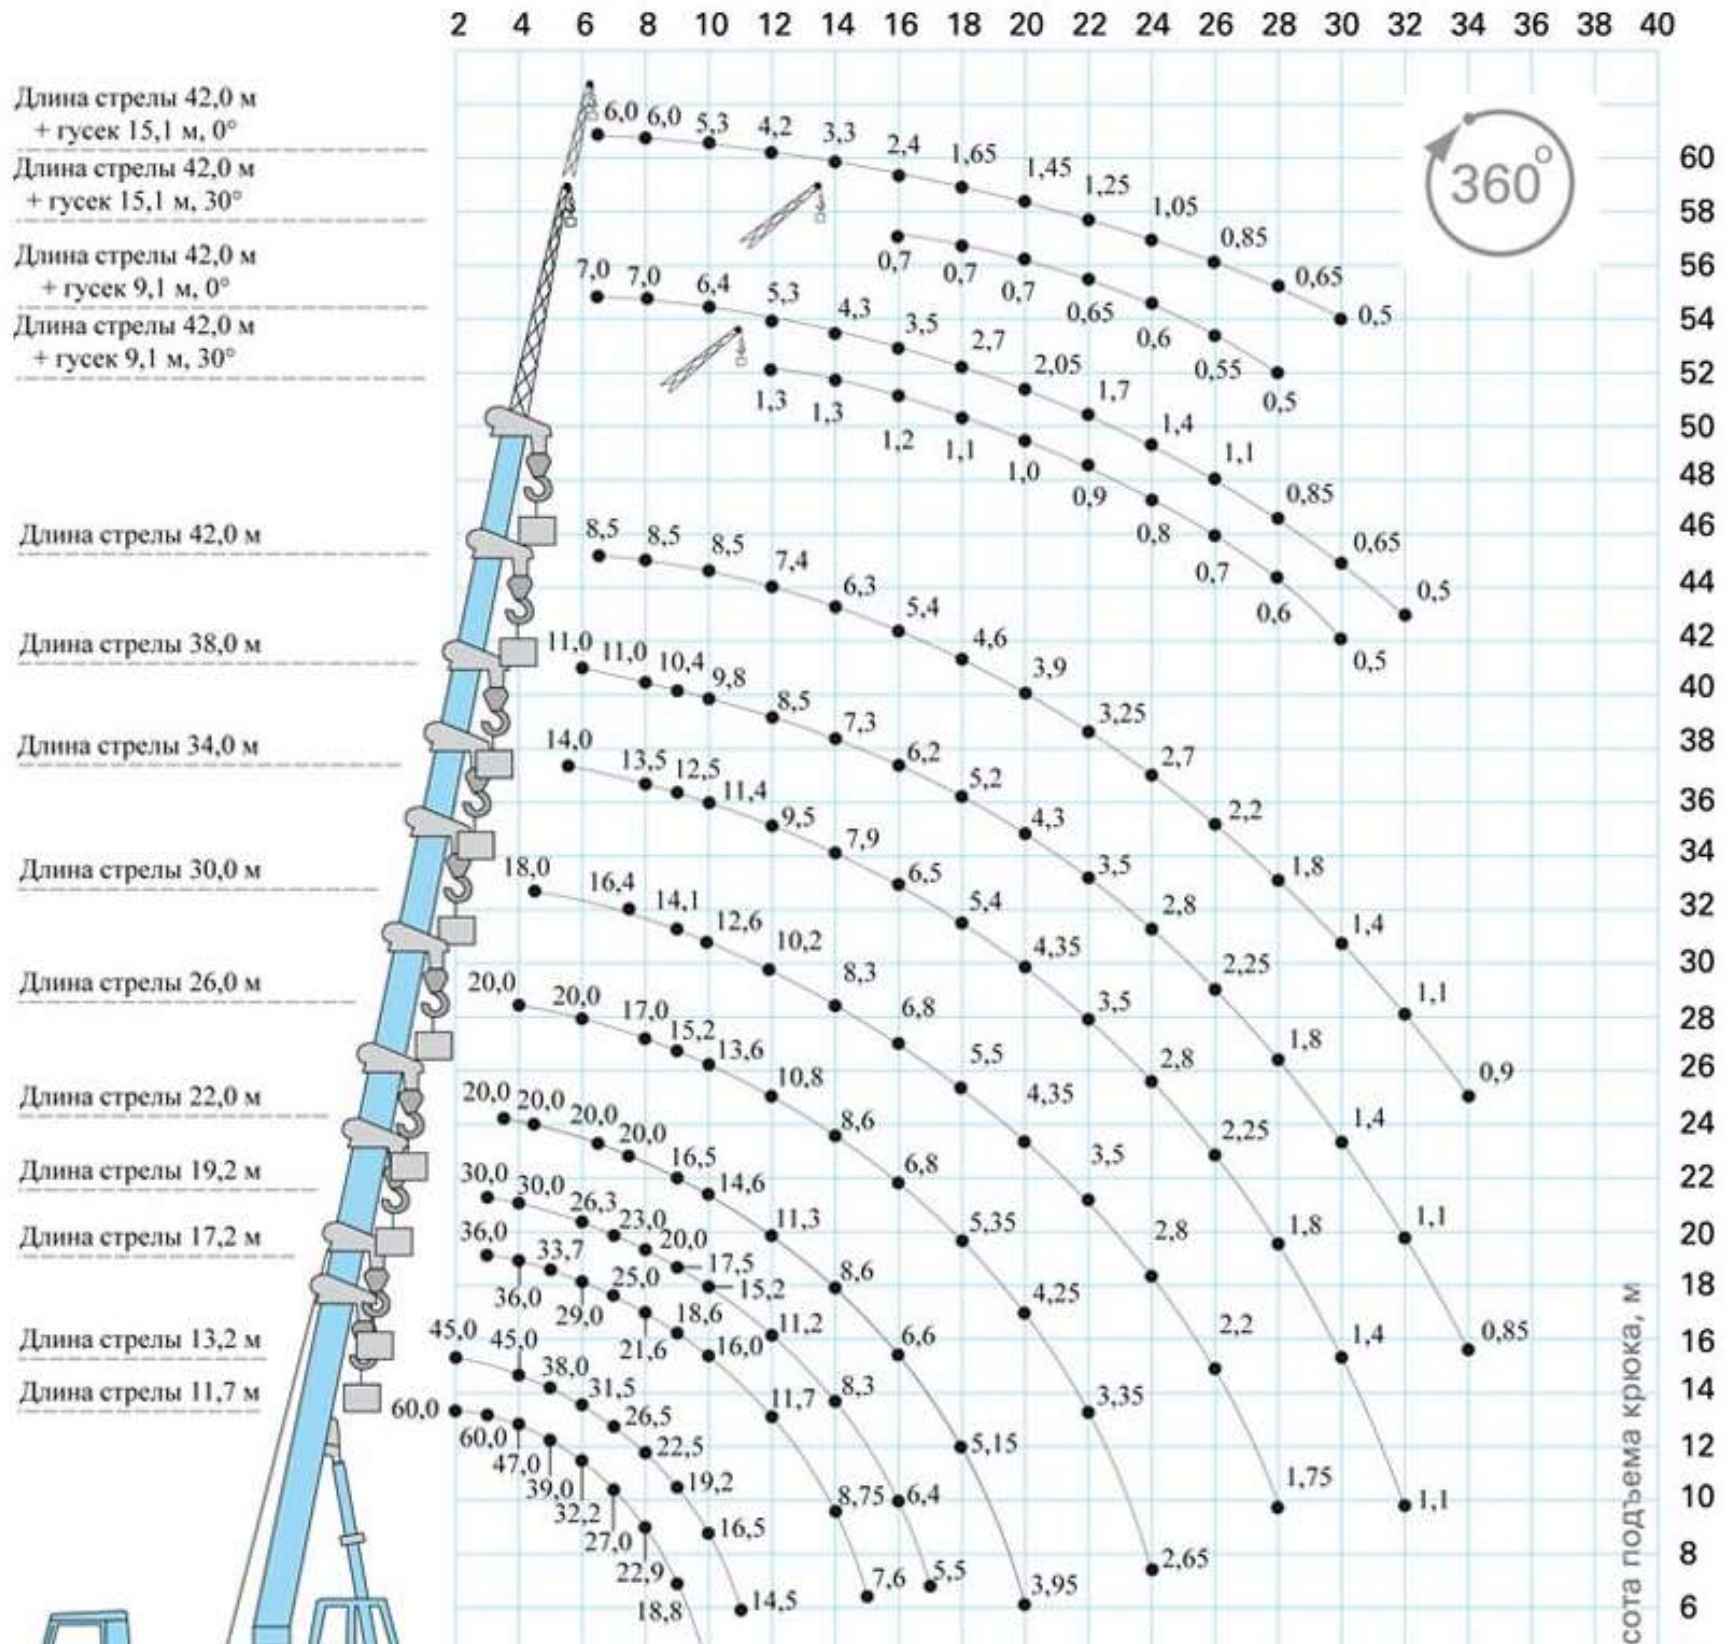 2 4 6 8 10 12 14 16 18 20 22 24 26 28 30 32 34 36 38 40
Длина стрелы 42,0 м
+ гусек 15,1 м, 0°
6,0 6,0 5,3 4,2 3,3 2,4 1,65 1,45 1,25 1,05 0,85 0,65 0,5
360°
Длина стрелы 42,0 м
+ гусек 15,1 м, 30°
0,7 0,7 0,7 0,65 0,6 0,55 0,5
Длина стрелы 42,0 м
+ гусек 9,1 м, 0°
7,0 7,0 6,4 5,3 4,3 3,5 2,7 2,05 1,7 1,4 1,1 0,85 0,65 0,5
Длина стрелы 42,0 м
+ гусек 9,1 м, 30°
1,3 1,3 1,2 1,1 1,0 0,9 0,8 0,7 0,6 0,5
Длина стрелы 42,0 м
8,5 8,5 8,5 7,4 6,3 5,4 4,6 3,9 3,25 2,7 2,2 1,8 1,4 1,1 0,9
Длина стрелы 38,0 м
11,0 11,0 10,4 9,8 8,5 7,3 6,2 5,2 4,3 3,5 2,8 2,25 1,8 1,4 1,1 0,85
Длина стрелы 34,0 м
14,0 13,5 12,5 11,4 9,5 7,9 6,5 5,4 4,35 3,5 2,8 2,25 1,8 1,4 1,1
Длина стрелы 30,0 м
18,0 16,4 14,1 12,6 10,2 8,3 6,8 5,5 4,35 3,5 2,8 2,2 1,75
Длина стрелы 26,0 м
20,0 20,0 17,0 15,2 13,6 10,8 8,6 6,8 5,35 4,25 3,35 2,65
Длина стрелы 22,0 м
20,0 20,0 20,0 20,0 16,5 14,6 11,3 8,6 6,6 5,15 3,95
Длина стрелы 19,2 м
30,0 30,0 26,3 23,0 20,0 17,5 15,2 11,2 8,3 6,4 5,5
Длина стрелы 17,2 м
36,0 36,0 33,7 29,0 25,0 21,6 18,6 16,0 11,7 8,75 7,6
Длина стрелы 13,2 м
45,0 45,0 38,0 31,5 26,5 22,5 19,2 16,5 14,5
Длина стрелы 11,7 м
60,0 60,0 47,0 39,0 32,2 27,0 22,9 18,8
60
58
56
54
52
50
48
46
44
42
40
38
36
34
32
30
28
26
24
22
20
18
16
14
12
10
8
6
сота подъема крюка, м